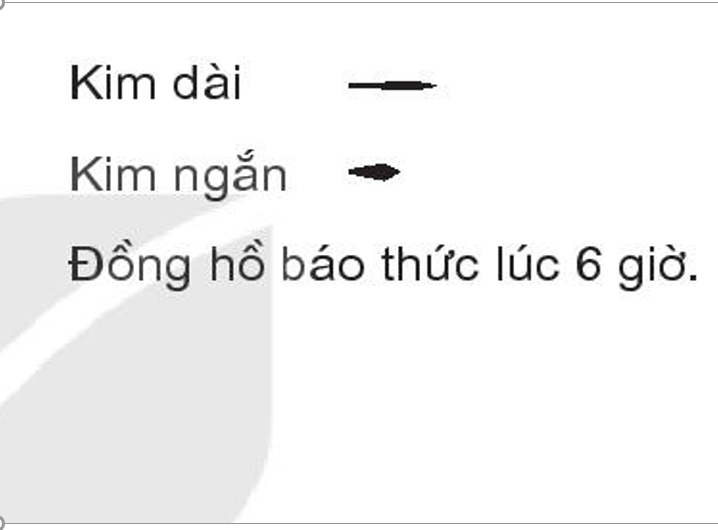 Kim dài
Kim ngắn
Đồng hồ báo thức lúc 6 giờ.